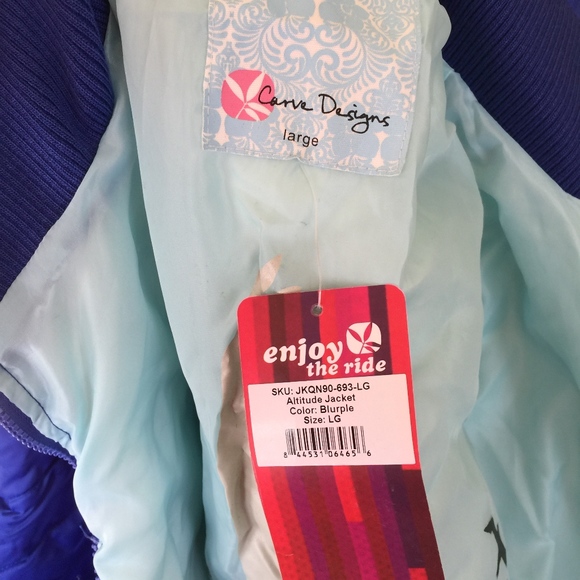 Carve Designs
large
enjoy
the ride
SKU: JKQN90-693-LG
Altitude Jacket
Color: Blurple
Size: LG
8 44531 06465 6